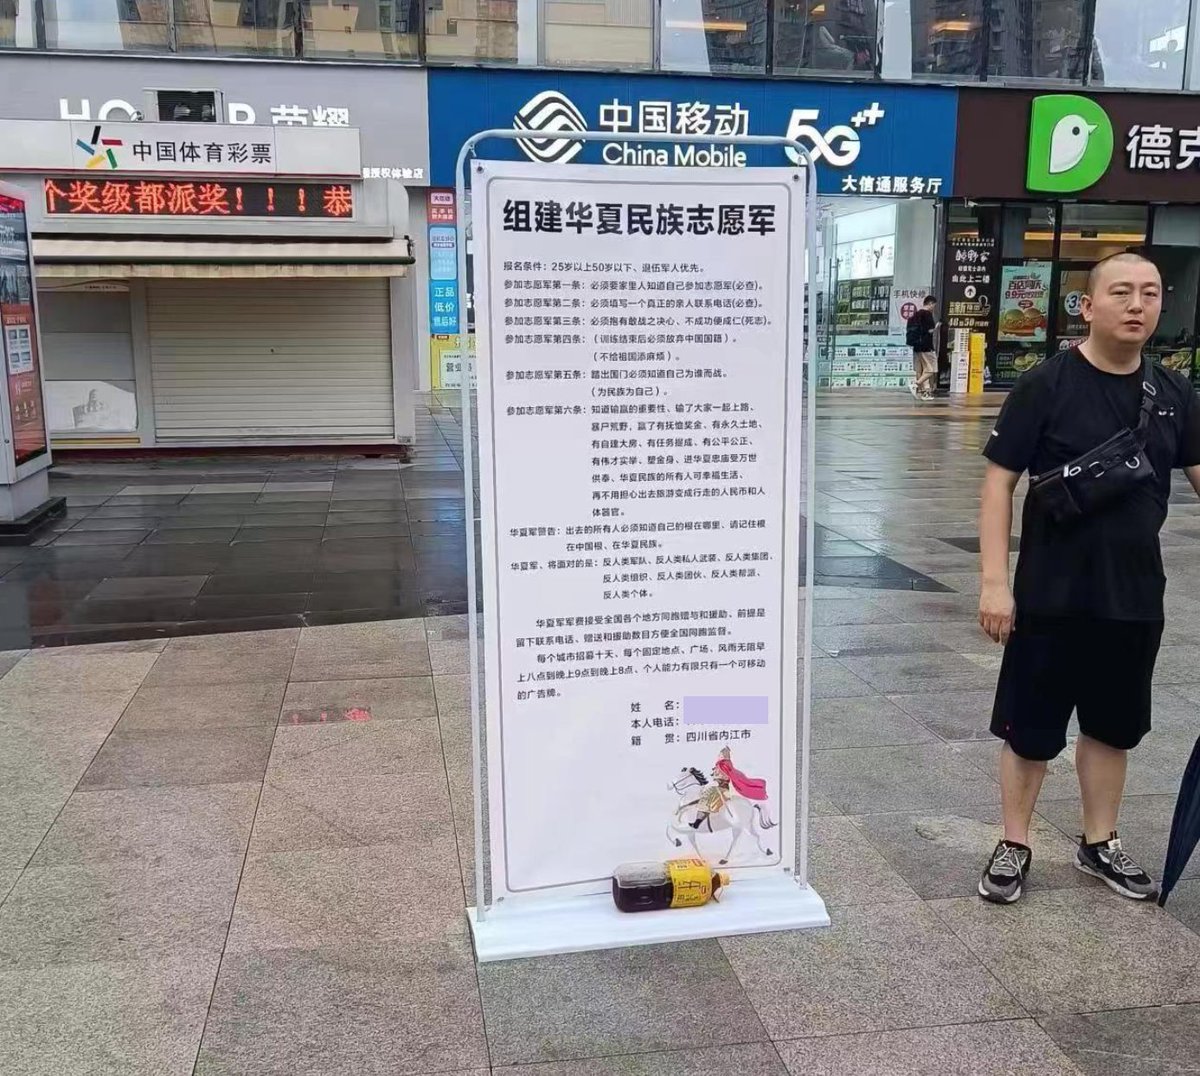 中国体育彩票
个奖级都派奖！！！恭
荣耀
授权体验店
中国移动
China Mobile
5G++
大信通服务厅
德克
手机快修
正品
低价
售后好
组建华夏民族志愿军
报名条件：25岁以上50岁以下、退伍军人优先。
参加志愿军第一条：必须要家里人知道自己参加志愿军(必查)。
参加志愿军第二条：必须填写一个真正的亲人联系电话(必查)。
参加志愿军第三条：必须抱有敢战之决心、不成功便成仁(死志)。
参加志愿军第四条：（训练结束后必须放弃中国国籍）。
（不给祖国添麻烦）。
参加志愿军第五条：踏出国门必须知道自己为谁而战。
（为民族为自己）。
参加志愿军第六条：知道输赢的重要性、输了大家一起上路、
暴尸荒野，赢了有抚恤奖金、有永久土地、
有自建大房、有任务提成、有公平公正、
有伟才实举、塑金身、进华夏忠庙受万世
供奉、华夏民族的所有人可幸福生活、
再不用担心出去旅游变成行走的人民币和人
体器官。
华夏军警告：出去的所有人必须知道自己的根在哪里、请记住根
在中国根、在华夏民族。
华夏军、将面对的是：反人类军队、反人类私人武装、反人类集团、
反人类组织、反人类团伙、反人类帮派、
反人类个体。
华夏军军费接受全国各个地方同胞赠与和援助、前提是
留下联系电话、赠送和援助数目方便全国同胞监督。
每个城市招募十天、每个固定地点、广场、风雨无阻早
上八点到晚上9点到晚上8点、个人能力有限只有一个可移动
的广告牌。
姓 名：
本人电话：
籍 贯：四川省内江市